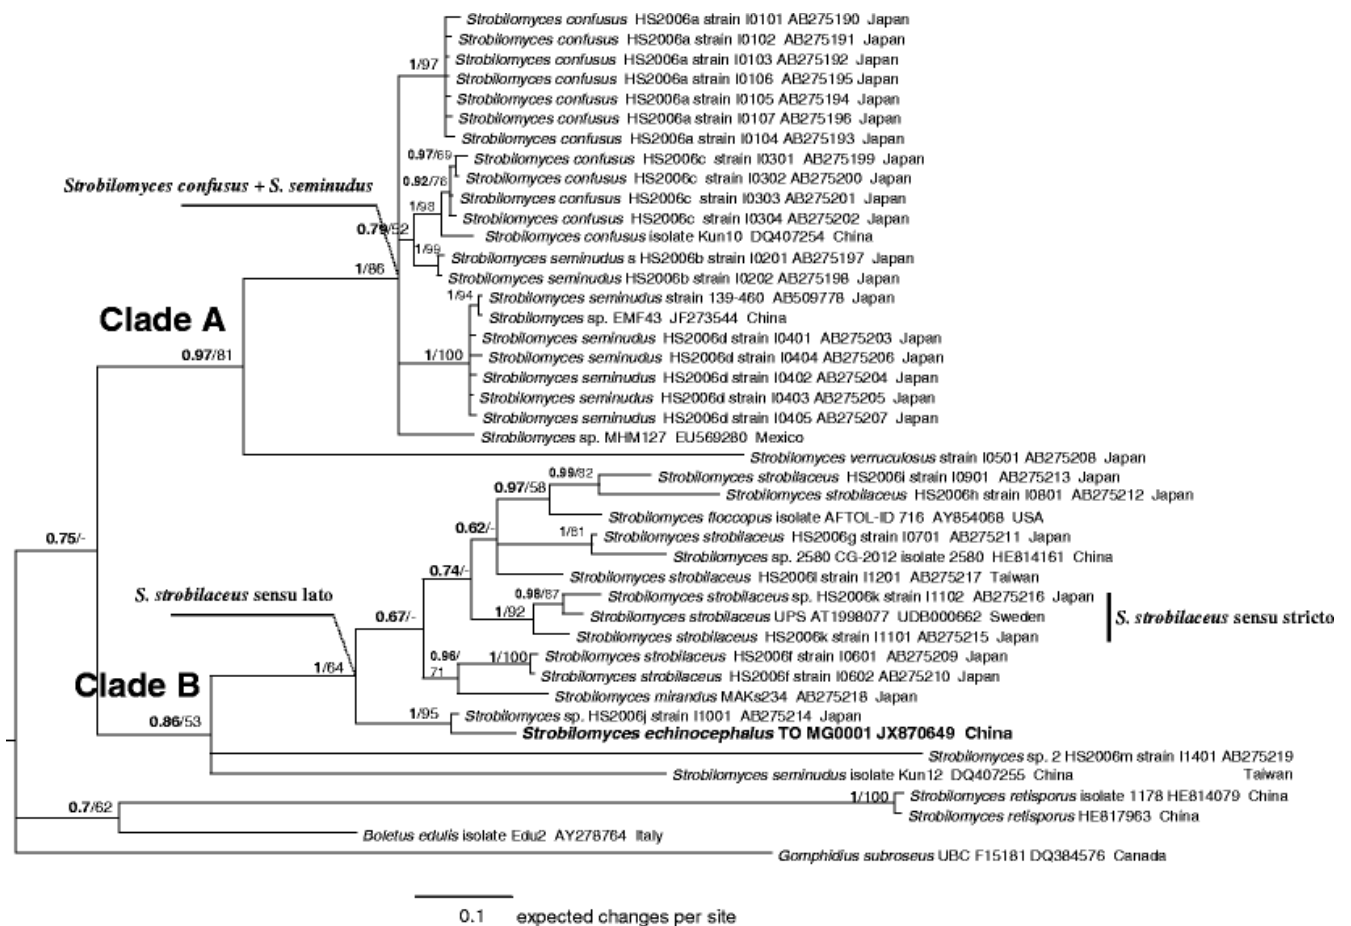 Strobilomyces confusus HS2006a strain I0101 AB275190 Japan
Strobilomyces confusus HS2006a strain I0102 AB275191 Japan
Strobilomyces confusus HS2006a strain I0103 AB275192 Japan
1/97
Strobilomyces confusus HS2006a strain I0106 AB275195 Japan
Strobilomyces confusus HS2006a strain I0105 AB275194 Japan
Strobilomyces confusus HS2006a strain I0107 AB275196 Japan
Strobilomyces confusus HS2006a strain I0104 AB275193 Japan
0.97/69
Strobilomyces confusus HS2006c strain I0301 AB275199 Japan
Strobilomyces confusus + S. seminudus
0.92/76
Strobilomyces confusus HS2006c strain I0302 AB275200 Japan
Strobilomyces confusus HS2006c strain I0303 AB275201 Japan
1/98
Strobilomyces confusus HS2006c strain I0304 AB275202 Japan
0.79/52
Strobilomyces confusus isolate Kun10 DQ407254 China
1/99
Strobilomyces seminudus s HS2006b strain I0201 AB275197 Japan
1/86
Strobilomyces seminudus HS2006b strain I0202 AB275198 Japan
1/94
Strobilomyces seminudus strain 139-460 AB509778 Japan
Clade A
Strobilomyces sp. EMF43 JF273544 China
Strobilomyces seminudus HS2006d strain I0401 AB275203 Japan
0.97/81
1/100
Strobilomyces seminudus HS2006d strain I0404 AB275206 Japan
Strobilomyces seminudus HS2006d strain I0402 AB275204 Japan
Strobilomyces seminudus HS2006d strain I0403 AB275205 Japan
Strobilomyces seminudus HS2006d strain I0405 AB275207 Japan
Strobilomyces sp. MHM127 EU569280 Mexico
Strobilomyces verruculosus strain I0501 AB275208 Japan
0.99/82
Strobilomyces strobilaceus HS2006i strain I0901 AB275213 Japan
0.97/58
Strobilomyces strobilaceus HS2006h strain I0801 AB275212 Japan
Strobilomyces floccopus isolate AFTOL-ID 716 AY854068 USA
0.62/-
1/81
Strobilomyces strobilaceus HS2006g strain I0701 AB275211 Japan
0.75/-
Strobilomyces sp. 2580 CG-2012 isolate 2580 HE814161 China
0.74/-
Strobilomyces strobilaceus HS2006l strain I1201 AB275217 Taiwan
S. strobilaceus sensu lato
0.98/87
Strobilomyces strobilaceus sp. HS2006k strain I1102 AB275216 Japan
0.67/-
1/92
Strobilomyces strobilaceus UPS AT1998077 UDB000662 Sweden
S. strobilaceus sensu stricto
Strobilomyces strobilaceus HS2006k strain I1101 AB275215 Japan
0.96/
71
1/100
Strobilomyces strobilaceus HS2006f strain I0601 AB275209 Japan
1/64
Strobilomyces strobilaceus HS2006f strain I0602 AB275210 Japan
Clade B
Strobilomyces mirandus MAKs234 AB275218 Japan
0.86/53
1/95
Strobilomyces sp. HS2006j strain I1001 AB275214 Japan
Strobilomyces echinocephalus TO MG0001 JX870649 China
Strobilomyces sp. 2 HS2006m strain I1401 AB275219
Taiwan
Strobilomyces seminudus isolate Kun12 DQ407255 China
0.7/62
1/100
Strobilomyces retisporus isolate 1178 HE814079 China
Strobilomyces retisporus HE817963 China
Boletus edulis isolate Edu2 AY278764 Italy
Gomphidius subroseus UBC F15181 DQ384576 Canada
0.1 expected changes per site